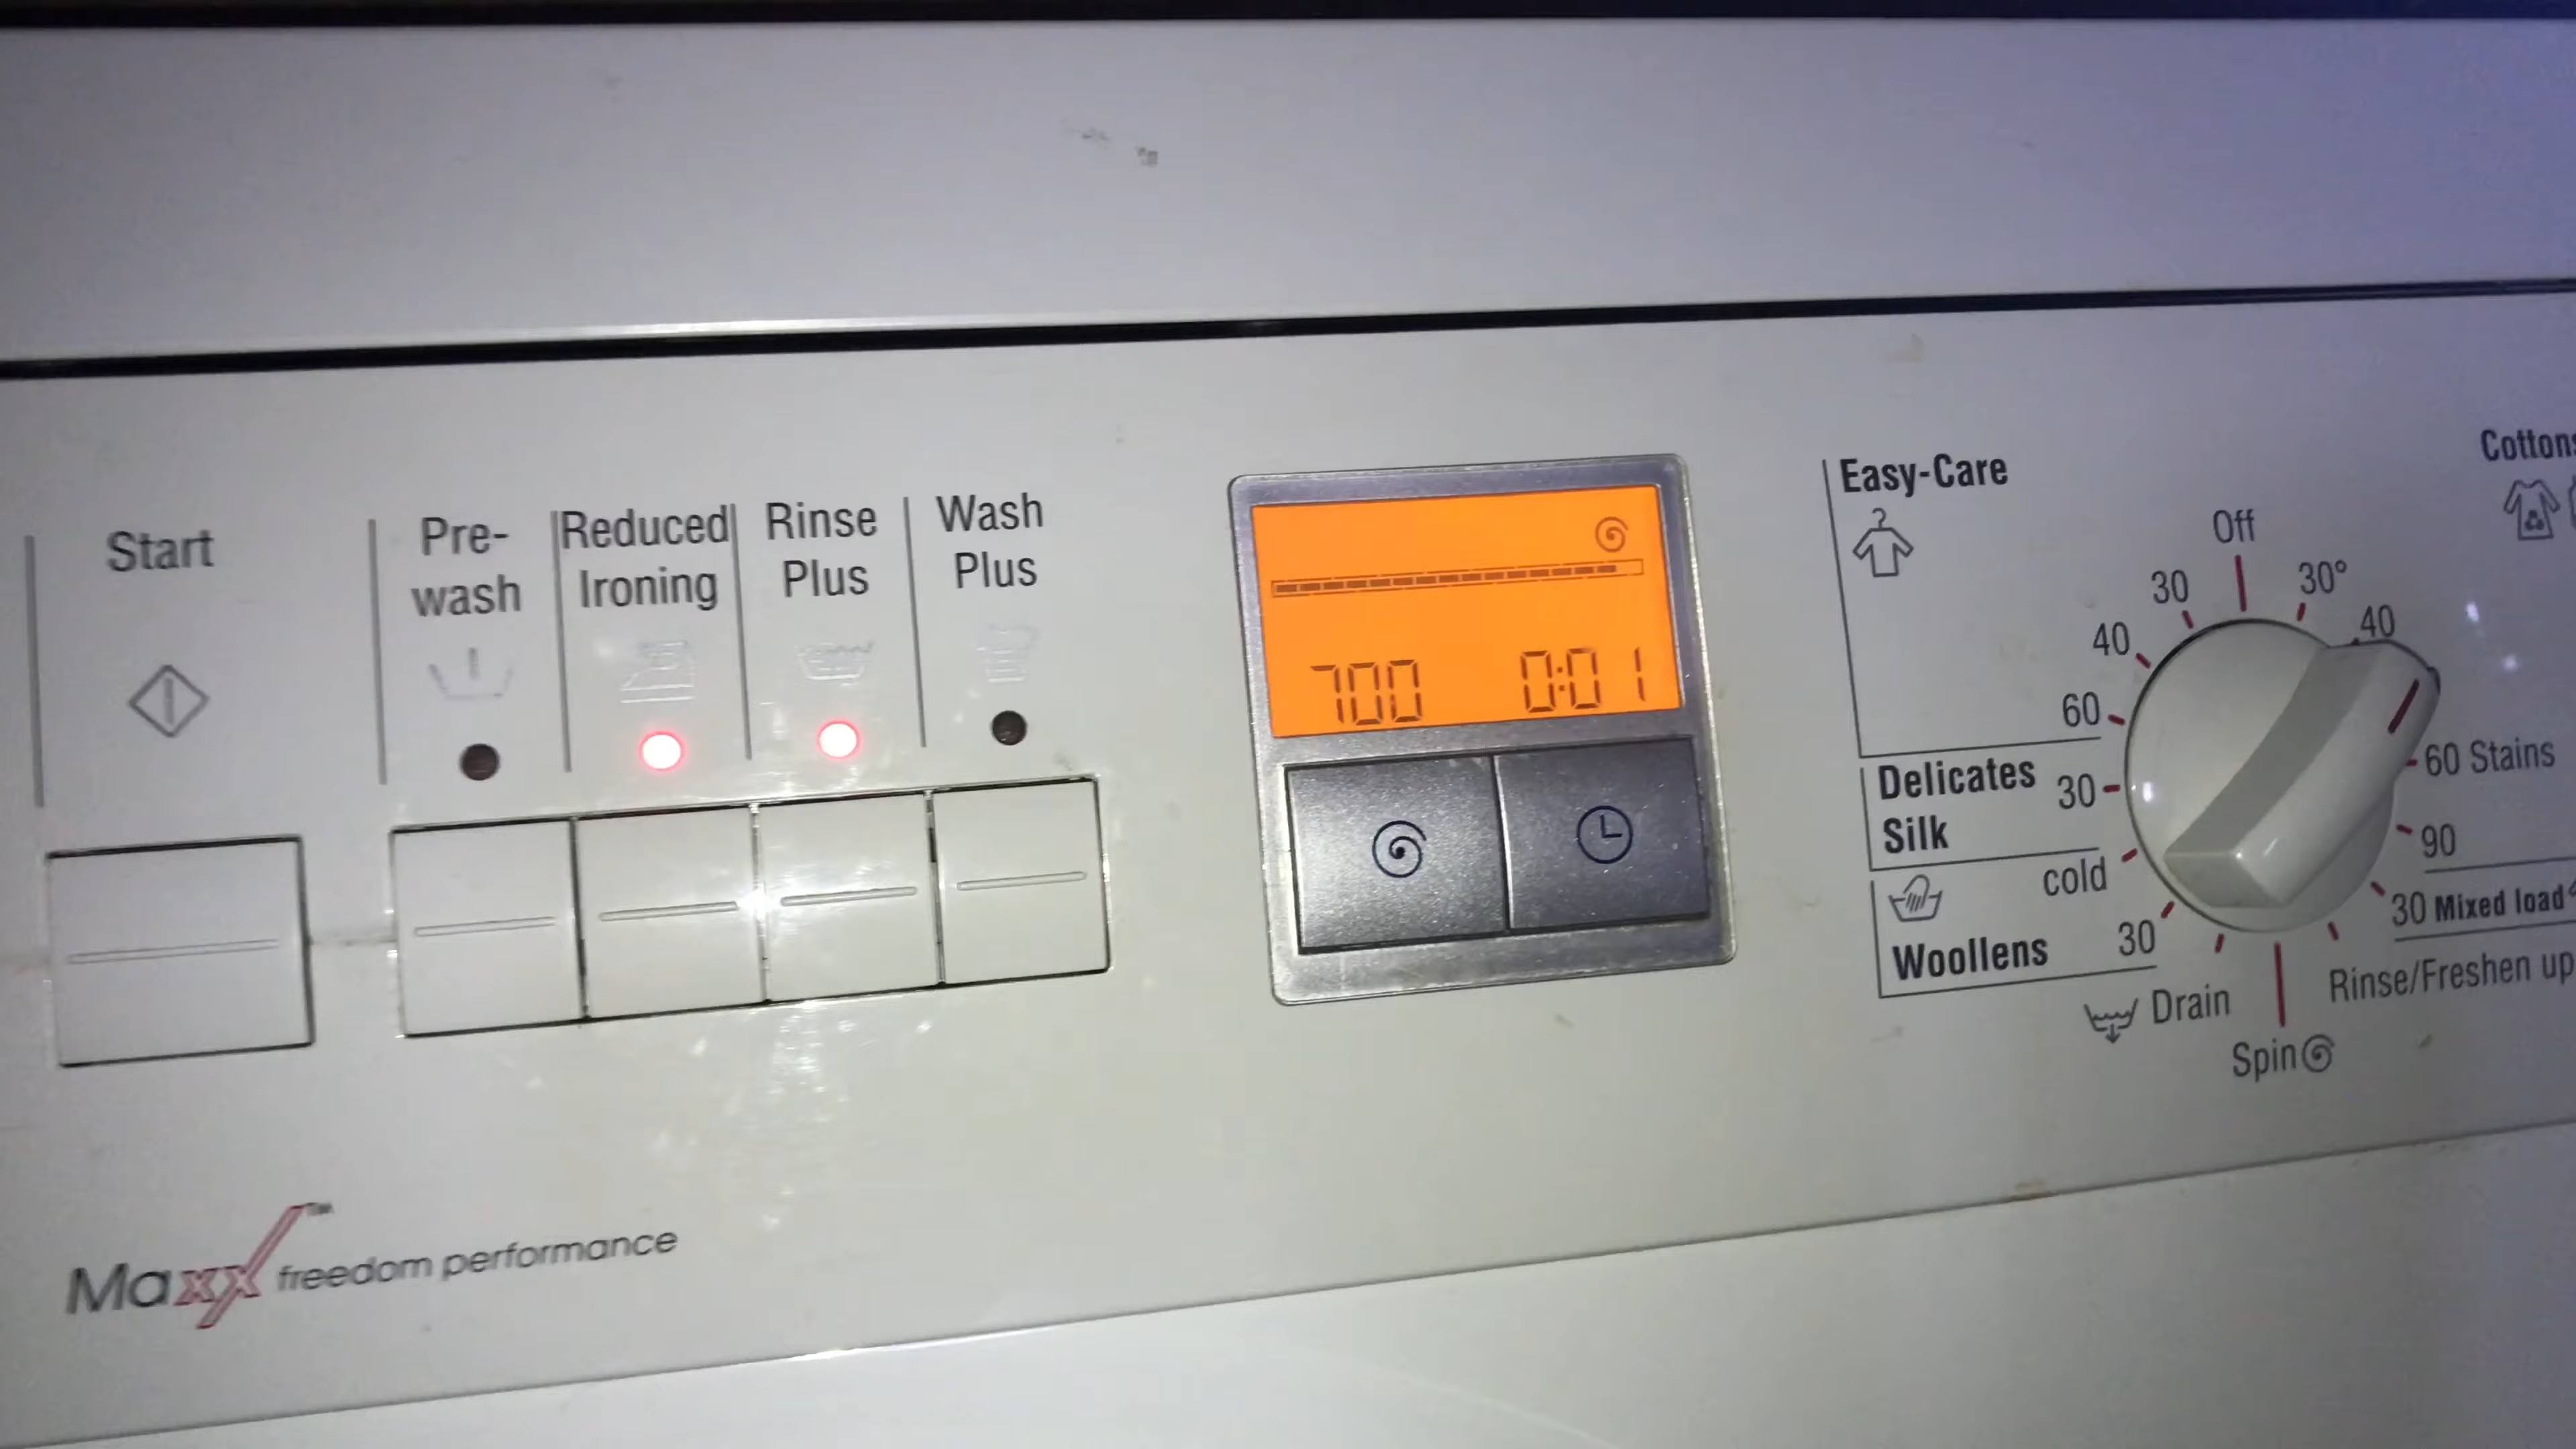 Start
Pre-
wash
Reduced
Ironing
Rinse
Plus
Wash
Plus
700 0:01
Easy-Care
Delicates
Silk
Woollens
Off
30
40
60
30
cold
30
Drain
Spin
Rinse/Freshen up
30 Mixed load
90
60 Stains
40
30°
Cottons
Maxx™ freedom performance